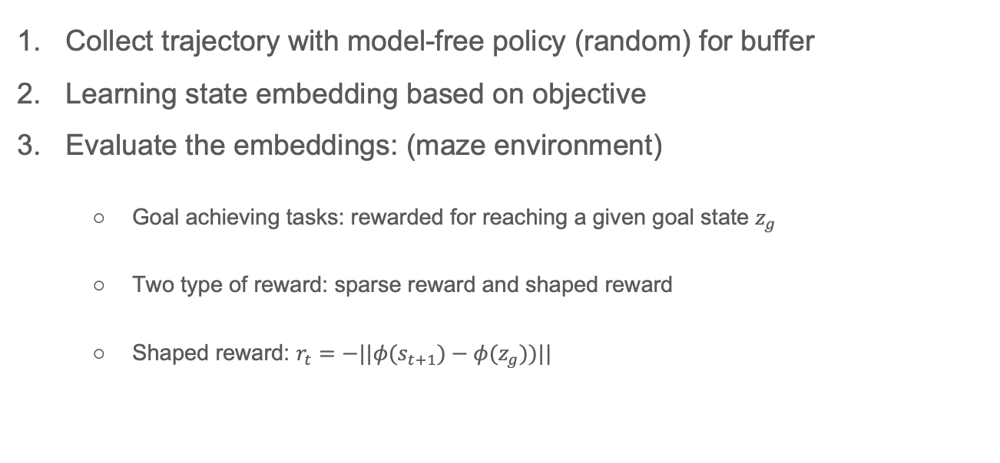 1. Collect trajectory with model-free policy (random) for buffer
2. Learning state embedding based on objective
3. Evaluate the embeddings: (maze environment)
○ Goal achieving tasks: rewarded for reaching a given goal state z_g
○ Two type of reward: sparse reward and shaped reward
○ Shaped reward: r_t = −||ϕ(s_{t+1}) − ϕ(z_g))||